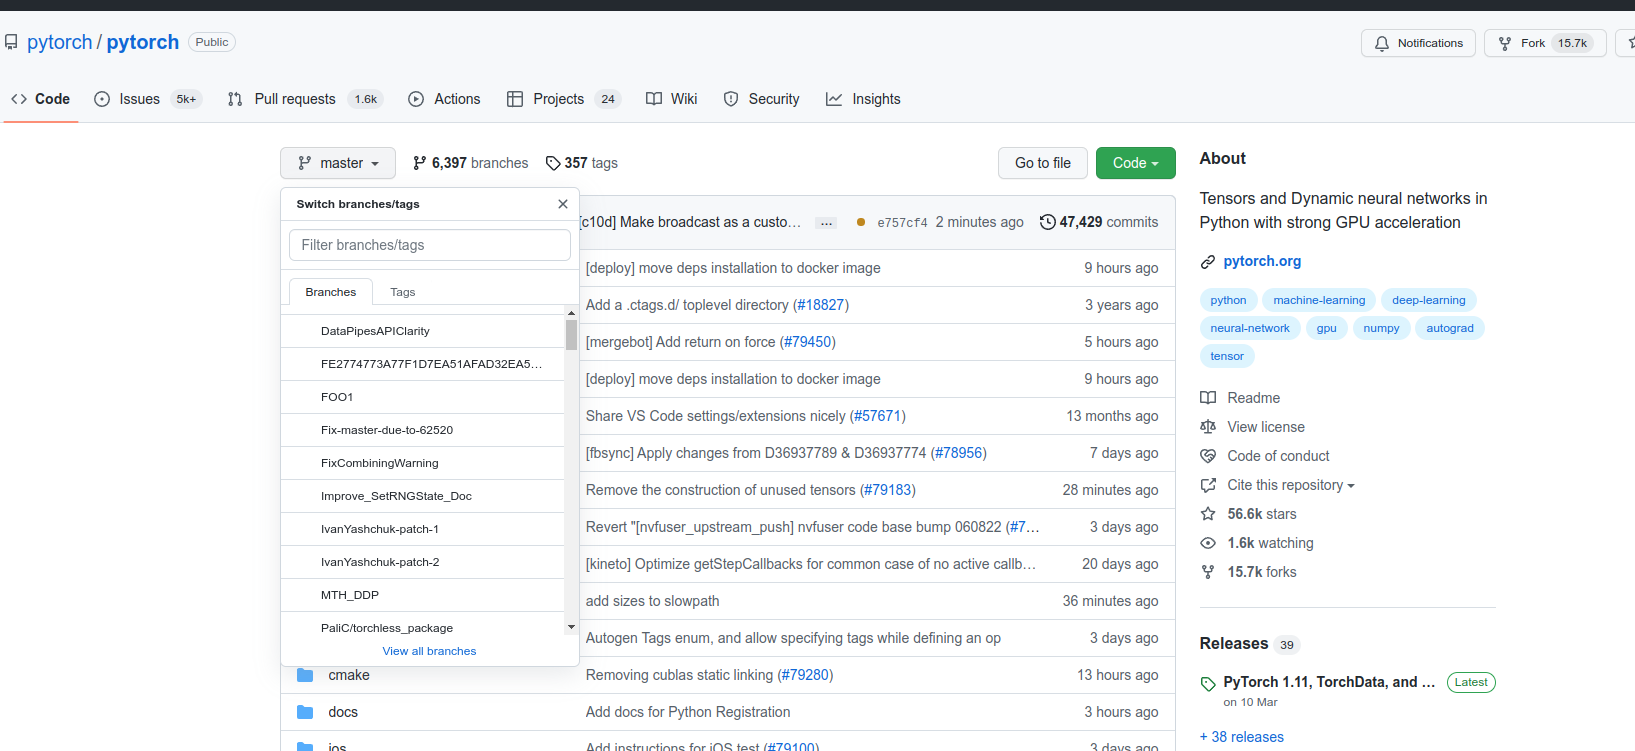 pytorch / pytorch Public
Notifications Fork 15.7k
Code Issues 5k+ Pull requests 1.6k Actions Projects 24 Wiki Security Insights
master 6,397 branches 357 tags Go to file Code
Switch branches/tags
Filter branches/tags
Branches Tags
DataPipesAPIClarity
FE2774773A77F1D7EA51AFAD32EA5...
FOO1
Fix-master-due-to-62520
FixCombiningWarning
Improve_SetRNGState_Doc
IvanYashchuk-patch-1
IvanYashchuk-patch-2
MTH_DDP
PaliC/torchless_package
View all branches
[c10d] Make broadcast as a custo... ... e757cf4 2 minutes ago 47,429 commits
[deploy] move deps installation to docker image 9 hours ago
Add a .ctags.d/ toplevel directory (#18827) 3 years ago
[mergebot] Add return on force (#79450) 5 hours ago
[deploy] move deps installation to docker image 9 hours ago
Share VS Code settings/extensions nicely (#57671) 13 months ago
[fbsync] Apply changes from D36937789 & D36937774 (#78956) 7 days ago
Remove the construction of unused tensors (#79183) 28 minutes ago
Revert "[nvfuser_upstream_push] nvfuser code base bump 060822 (#7... 3 days ago
[kineto] Optimize getStepCallbacks for common case of no active callb... 20 days ago
add sizes to slowpath 36 minutes ago
Autogen Tags enum, and allow specifying tags while defining an op 3 days ago
cmake Removing cublas static linking (#79280) 13 hours ago
docs Add docs for Python Registration 3 hours ago
ios Add instructions for iOS test (#79100) 3 days ago
About
Tensors and Dynamic neural networks in
Python with strong GPU acceleration
pytorch.org
python machine-learning deep-learning
neural-network gpu numpy autograd
tensor
Readme
View license
Code of conduct
Cite this repository
56.6k stars
1.6k watching
15.7k forks
Releases 39
PyTorch 1.11, TorchData, and ... Latest
on 10 Mar
+ 38 releases